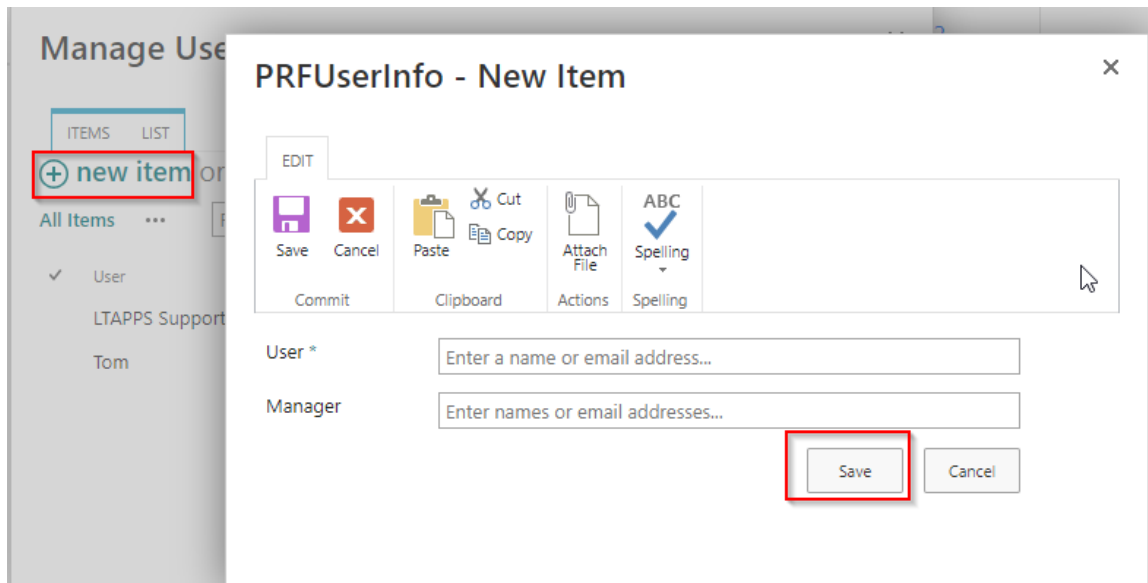 Manage Use
PRFUserInfo - New Item
ITEMS LIST
new item or
All Items ...
User
LTAPPS Support
Tom
EDIT
Save Cancel Paste Cut Copy Attach File ABC Spelling
Commit Clipboard Actions Spelling
User * Enter a name or email address...
Manager Enter names or email addresses...
Save Cancel